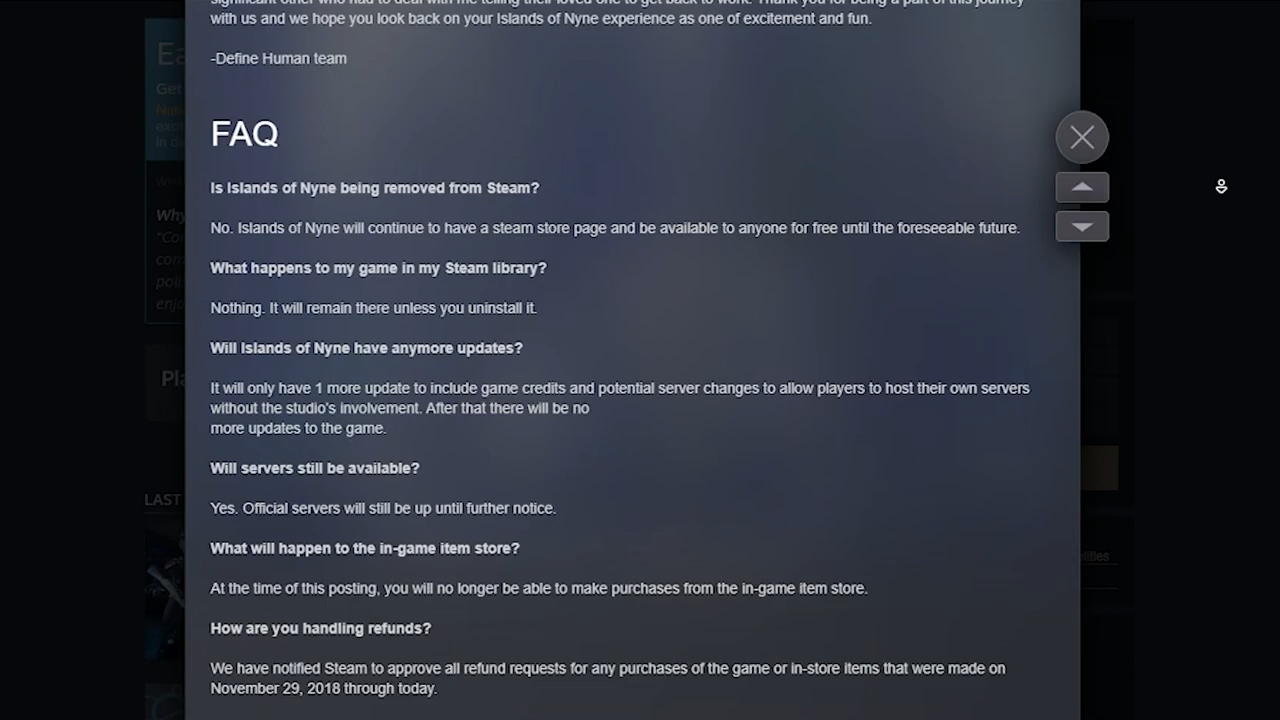 significant other who had to deal with me telling their loved one to get back to work. Thank you for being a part of this journey
with us and we hope you look back on your Islands of Nyne experience as one of excitement and fun.
-Define Human team
FAQ
Is Islands of Nyne being removed from Steam?
No. Islands of Nyne will continue to have a steam store page and be available to anyone for free until the foreseeable future.
What happens to my game in my Steam library?
Nothing. It will remain there unless you uninstall it.
Will Islands of Nyne have anymore updates?
It will only have 1 more update to include game credits and potential server changes to allow players to host their own servers
without the studio's involvement. After that there will be no
more updates to the game.
Will servers still be available?
Yes. Official servers will still be up until further notice.
What will happen to the in-game item store?
At the time of this posting, you will no longer be able to make purchases from the in-game item store.
How are you handling refunds?
We have notified Steam to approve all refund requests for any purchases of the game or in-store items that were made on
November 29, 2018 through today.
Get
Why
LAST